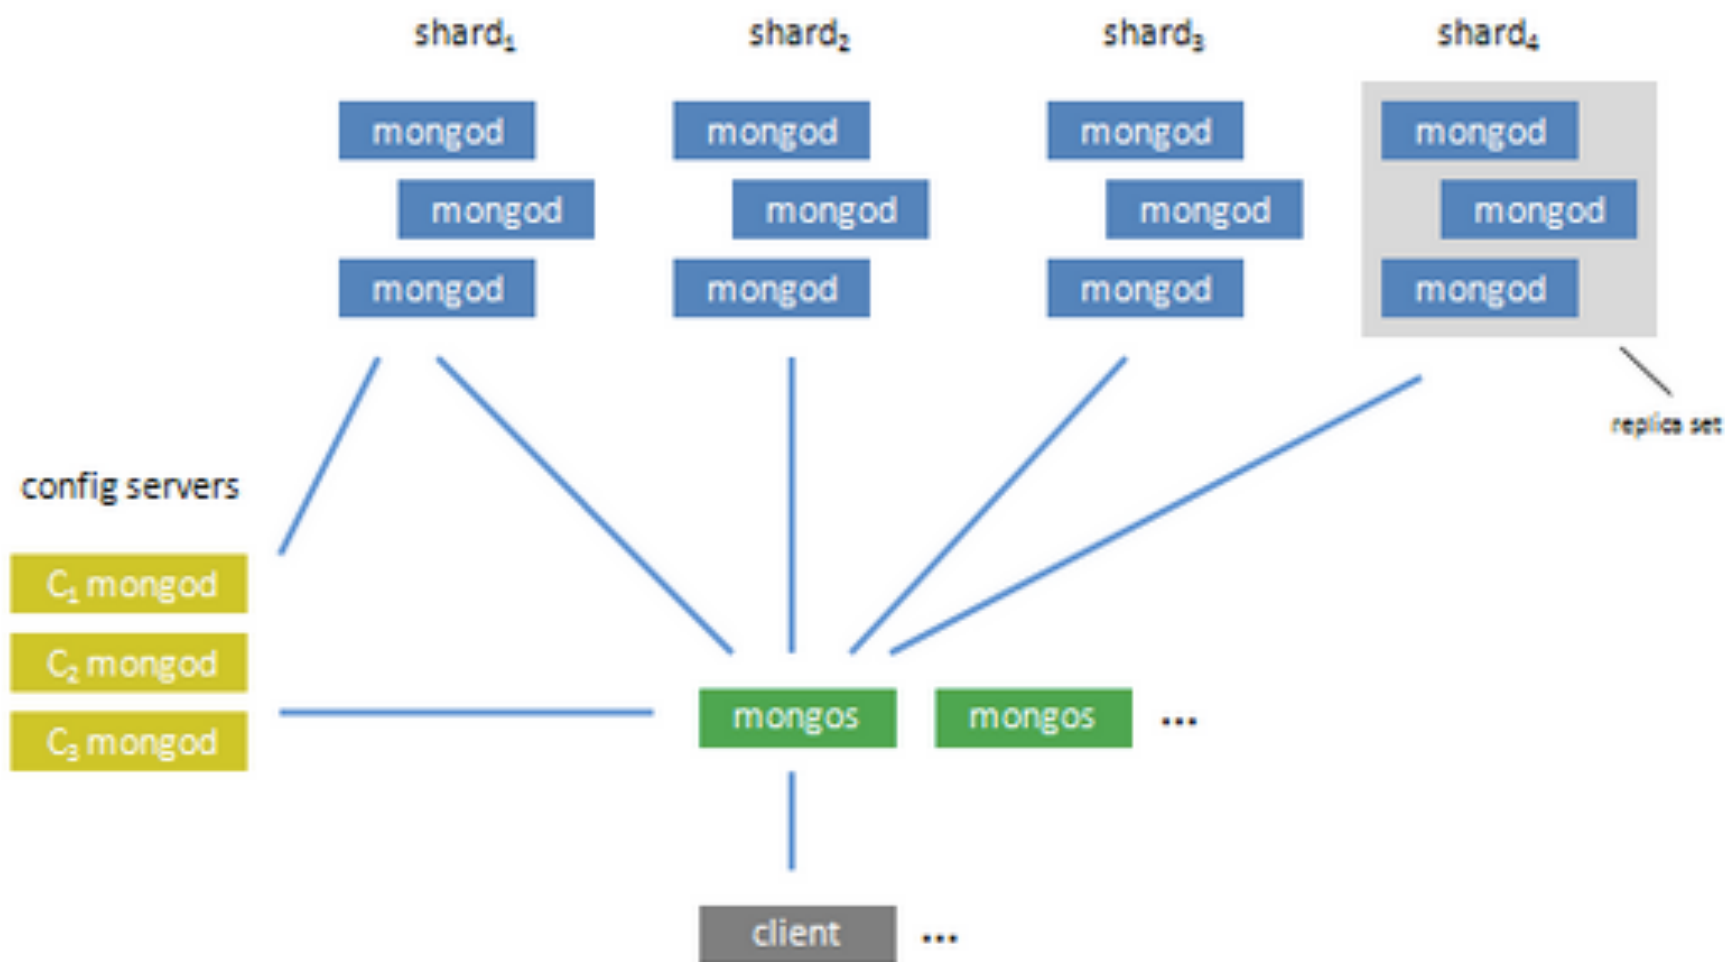 shard₁ shard₂ shard₃ shard₄
mongod mongod mongod mongod
mongod mongod mongod mongod
mongod mongod mongod mongod
replica set
config servers
C₁ mongod
C₂ mongod
C₃ mongod
mongos mongos ...
client ...